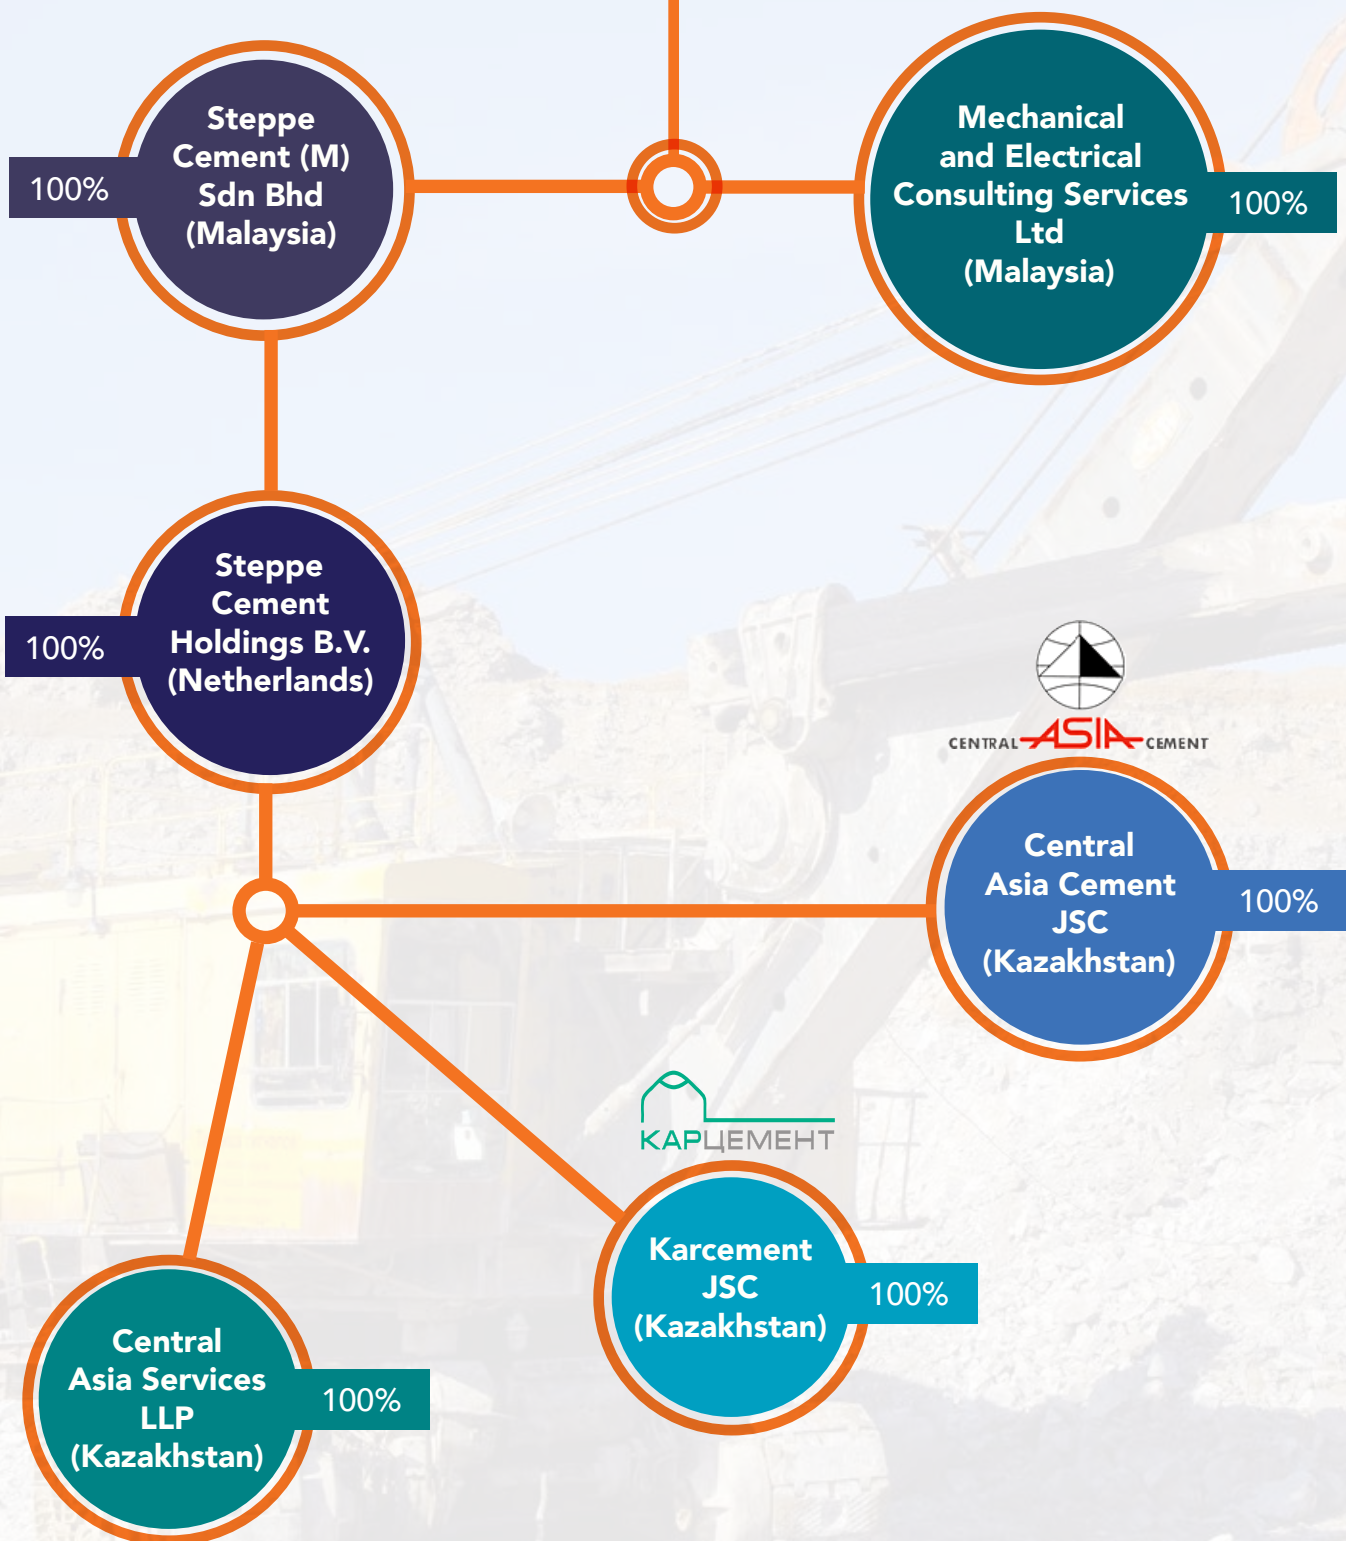 Steppe
Cement (M)
Sdn Bhd
(Malaysia)
100%
Mechanical
and Electrical
Consulting Services
Ltd
(Malaysia)
100%
Steppe
Cement
Holdings B.V.
(Netherlands)
100%
CENTRAL ASIA CEMENT
Central
Asia Cement
JSC
(Kazakhstan)
100%
КАРЦЕМЕНТ
Karcement
JSC
(Kazakhstan)
100%
Central
Asia Services
LLP
(Kazakhstan)
100%